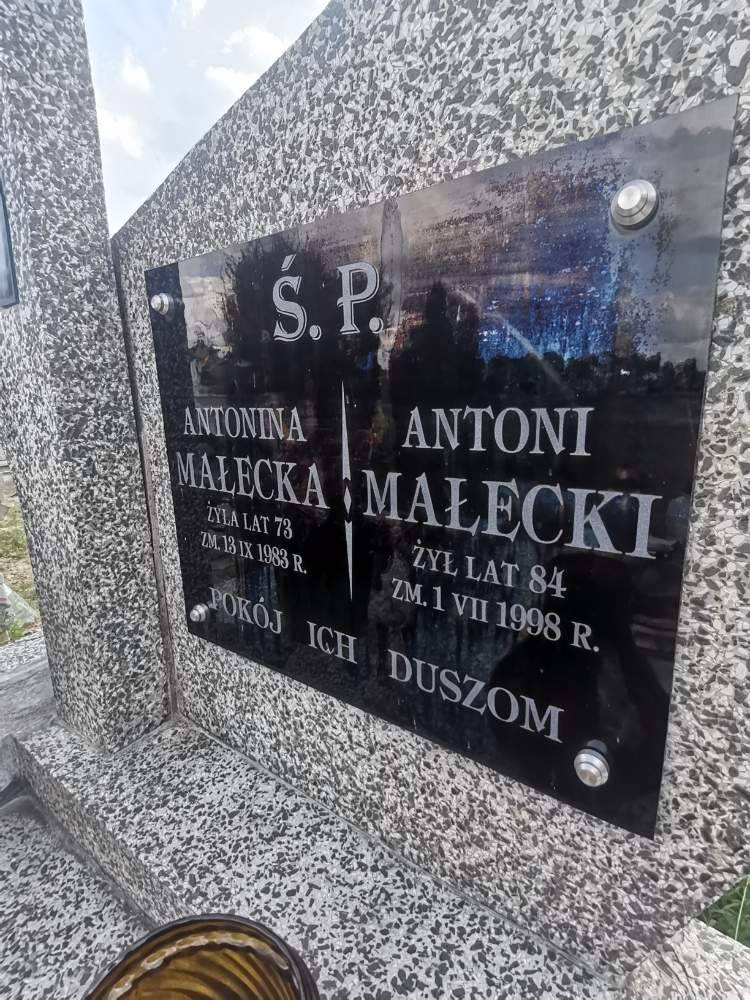 Ś. P.
ANTONINA
MAŁECKA
ŻYŁA LAT 73
ZM. 13 IX 1983 R.
ANTONI
MAŁECKI
ŻYŁ LAT 84
ZM. 1 VII 1998 R.
POKÓJ ICH DUSZOM